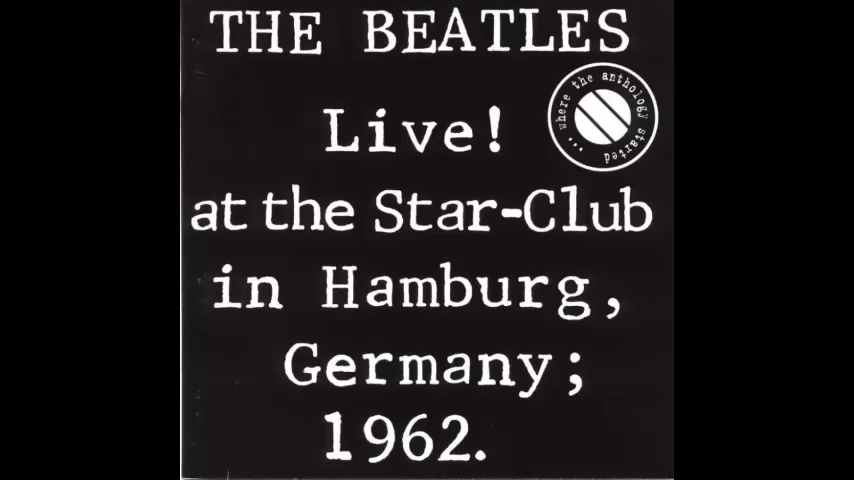 THE BEATLES
... where the anthology started
Live!
at the Star-Club
in Hamburg,
Germany;
1962.